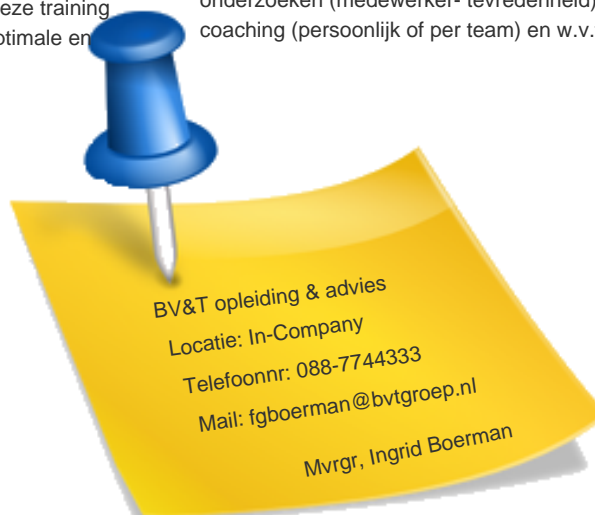 eze training
otimale en
onderzoeken (medewerker- tevredenheid)
coaching (persoonlijk of per team) en w.v.
BV&T opleiding & advies
Locatie: In-Company
Telefoonnr: 088-7744333
Mail: fgboerman@bvtgroep.nl
Mvrgr, Ingrid Boerman